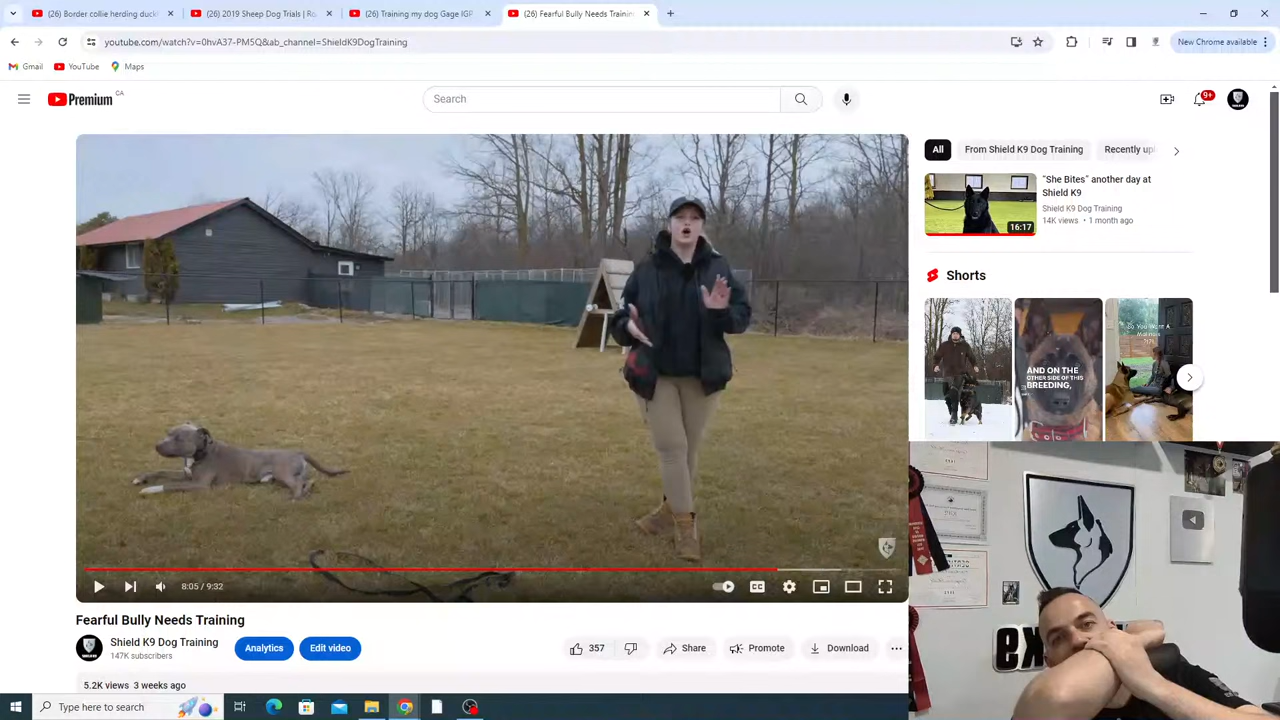 (26) Border collie herding duck
(26) 2019 Sheep Dog Trials | Ro
(26) Training my dog Gage IGP
(26) Fearful Bully Needs Trainin
youtube.com/watch?v=0hvA37-PM5Q&ab_channel=ShieldK9DogTraining
New Chrome available
Gmail
YouTube
Maps
Premium CA
Search
9+
All
From Shield K9 Dog Training
Recently upl
"She Bites" another day at
Shield K9
Shield K9 Dog Training
14K views • 1 month ago
16:17
Shorts
AND ON THE
OTHER SIDE OF THIS
BREEDING,
Do You Want A
Malinois
?!?!
8:05 / 9:32
CC
Fearful Bully Needs Training
Shield K9 Dog Training
147K subscribers
Analytics
Edit video
357
Share
Promote
Download
5.2K views 3 weeks ago
Type here to search